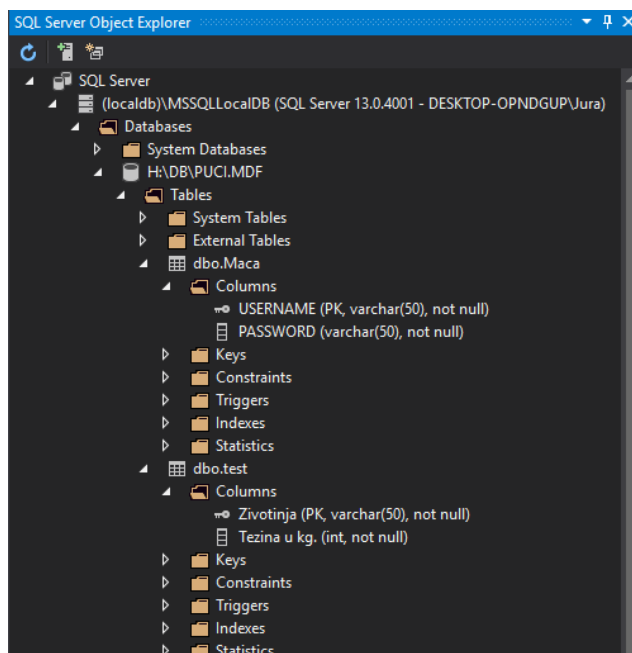 SQL Server Object Explorer
SQL Server
(localdb)\MSSQLLocalDB (SQL Server 13.0.4001 - DESKTOP-OPNDGUP\Jura)
Databases
System Databases
H:\DB\PUCI.MDF
Tables
System Tables
External Tables
dbo.Maca
Columns
USERNAME (PK, varchar(50), not null)
PASSWORD (varchar(50), not null)
Keys
Constraints
Triggers
Indexes
Statistics
dbo.test
Columns
Zivotinja (PK, varchar(50), not null)
Tezina u kg. (int, not null)
Keys
Constraints
Triggers
Indexes
Statistics